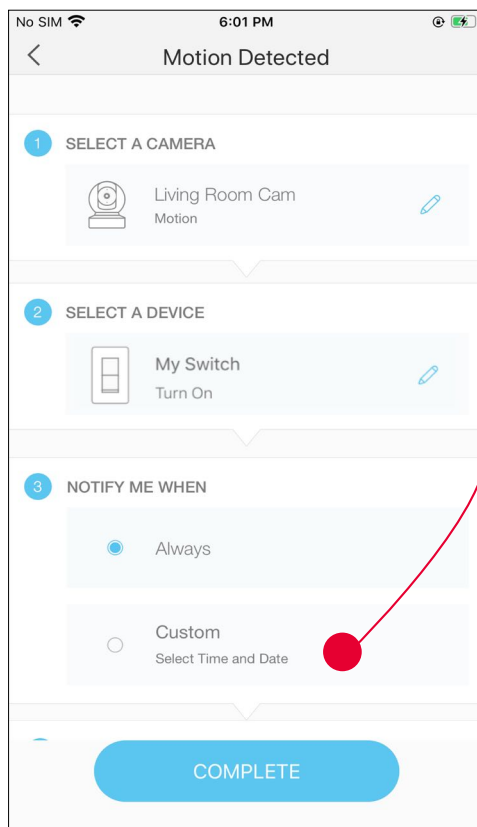 No SIM 6:01 PM
Motion Detected
1 SELECT A CAMERA
Living Room Cam
Motion
2 SELECT A DEVICE
My Switch
Turn On
3 NOTIFY ME WHEN
Always
Custom
Select Time and Date
COMPLETE